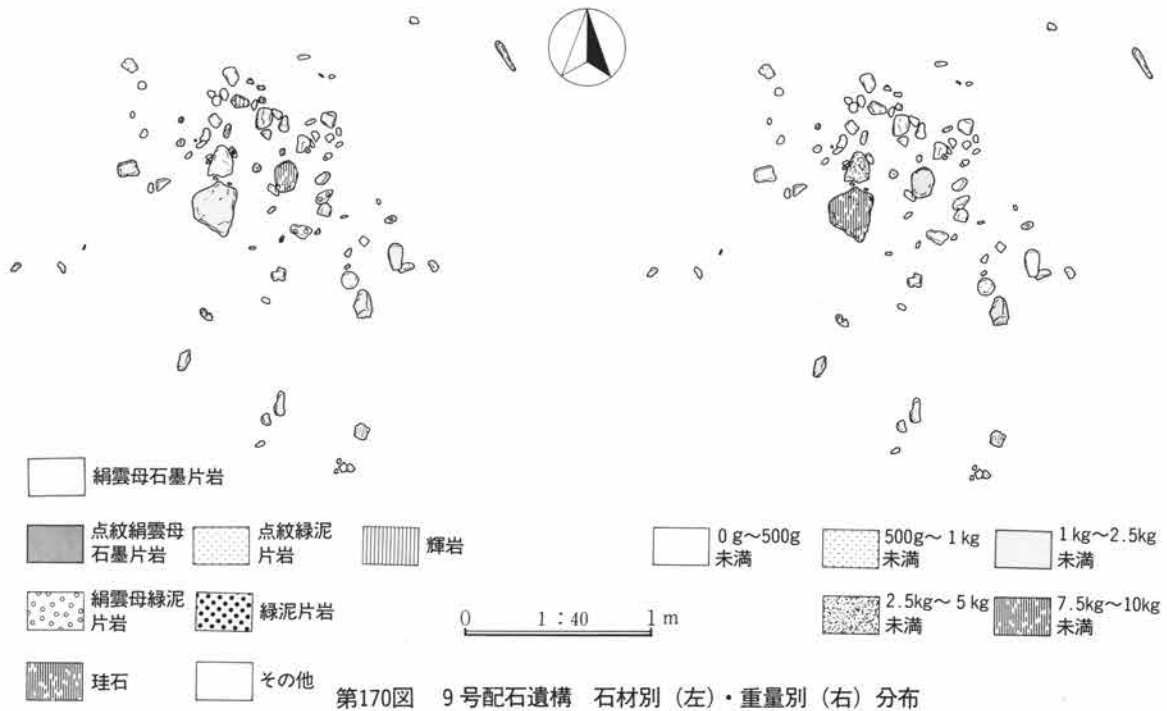 絹雲母石墨片岩
点紋絹雲母
石墨片岩
点紋緑泥
片岩
輝岩
絹雲母緑泥
片岩
緑泥片岩
珪石
その他
0 1:40 1m
0g~500g
未満
500g~1kg
未満
1kg~2.5kg
未満
2.5kg~5kg
未満
7.5kg~10kg
未満
第170図 9号配石遺構 石材別(左)・重量別(右)分布